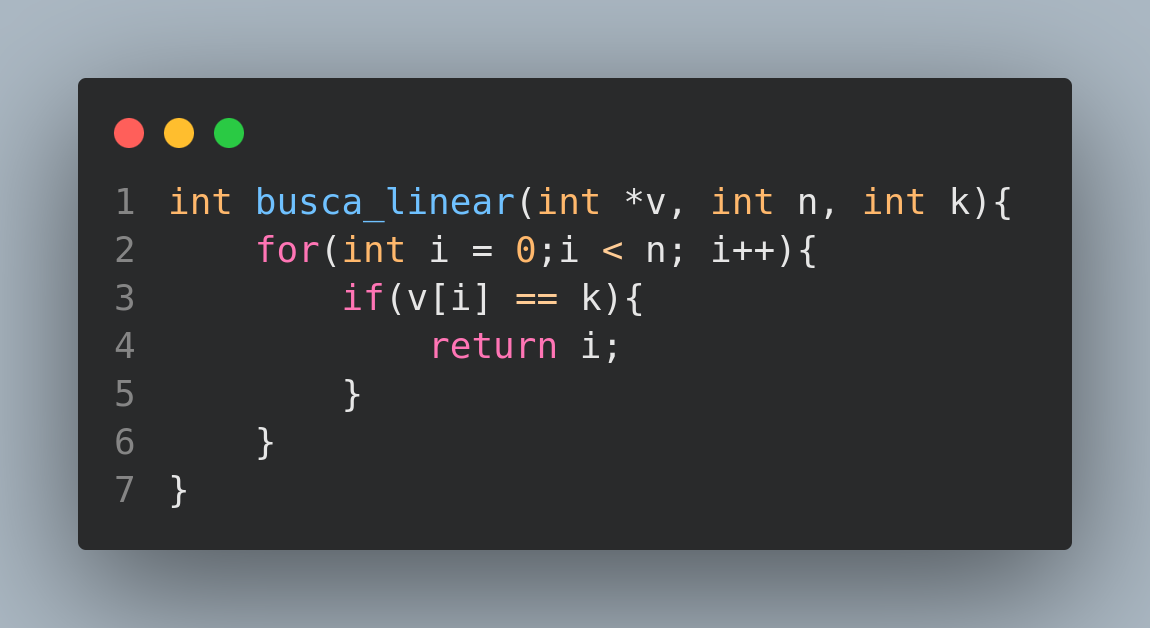 1 int busca_linear(int *v, int n, int k){
2     for(int i = 0;i < n; i++){
3         if(v[i] == k){
4             return i;
5         }
6     }
7 }